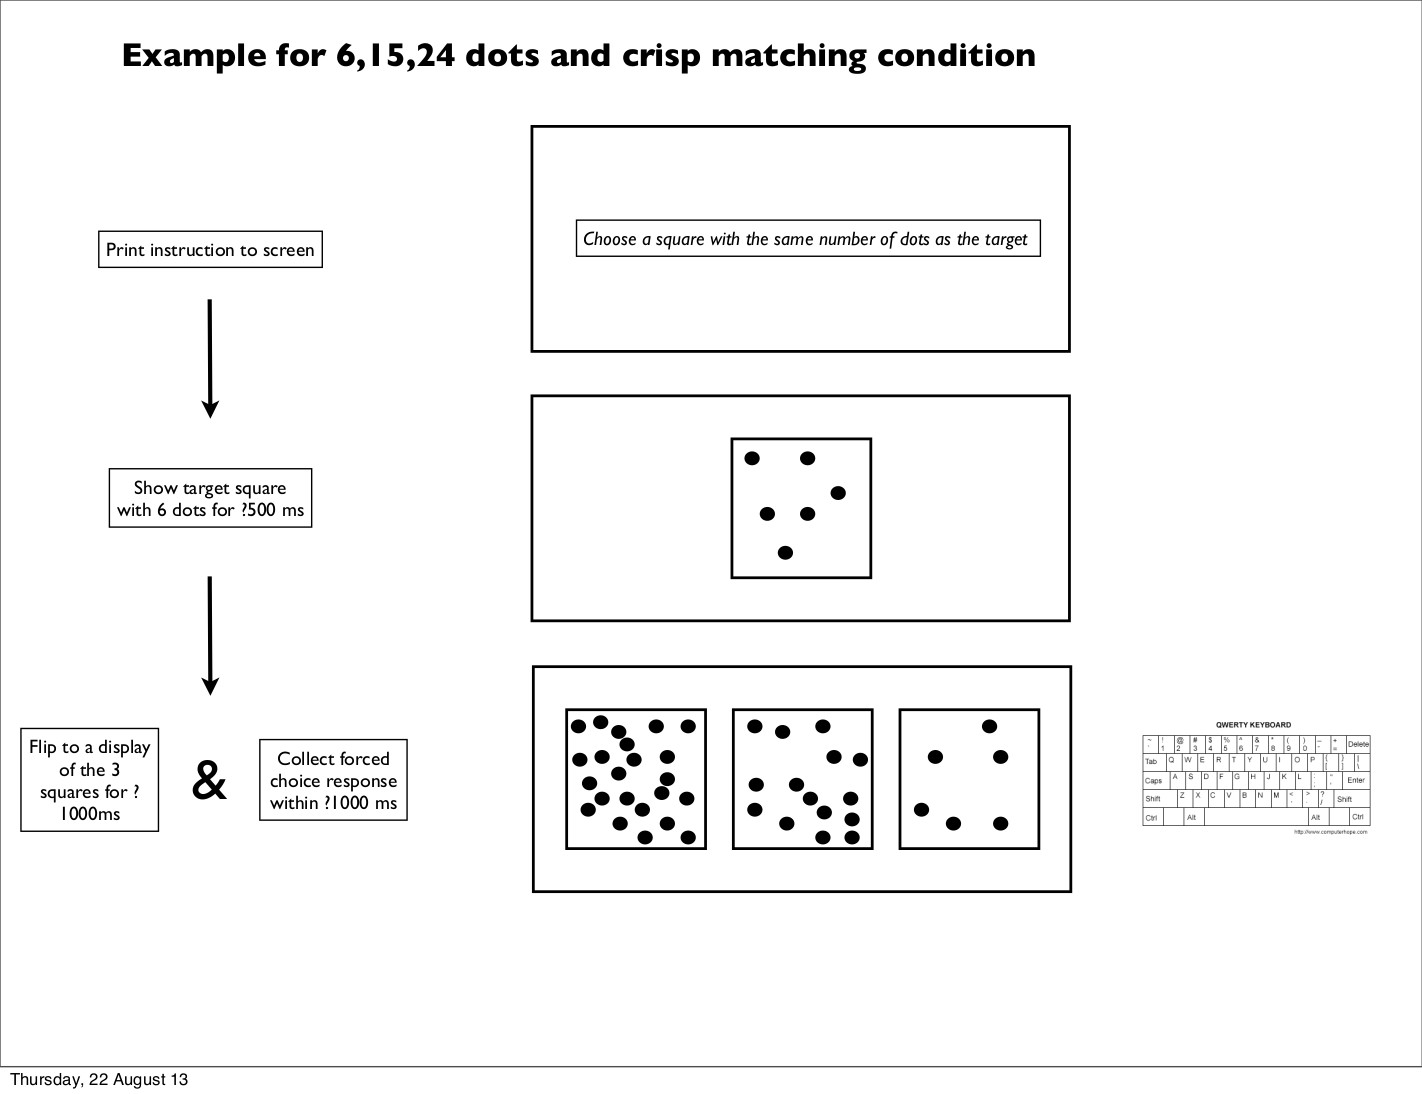 Example for 6,15,24 dots and crisp matching condition
Print instruction to screen
Choose a square with the same number of dots as the target
Show target square
with 6 dots for ?500 ms
Flip to a display
of the 3
squares for ?
1000ms
&
Collect forced
choice response
within ?1000 ms
QWERTY KEYBOARD
~ ! @ # $ % ^ & * ( ) – + Delete
` 1 2 3 4 5 6 7 8 9 0 - =
Tab Q W E R T Y U I O P { } |
[ ] \
Caps A S D F G H J K L : " Enter
; '
Shift Z X C V B N M < > ? Shift
, . /
Ctrl Alt Alt Ctrl
http://www.computerhope.com
Thursday, 22 August 13